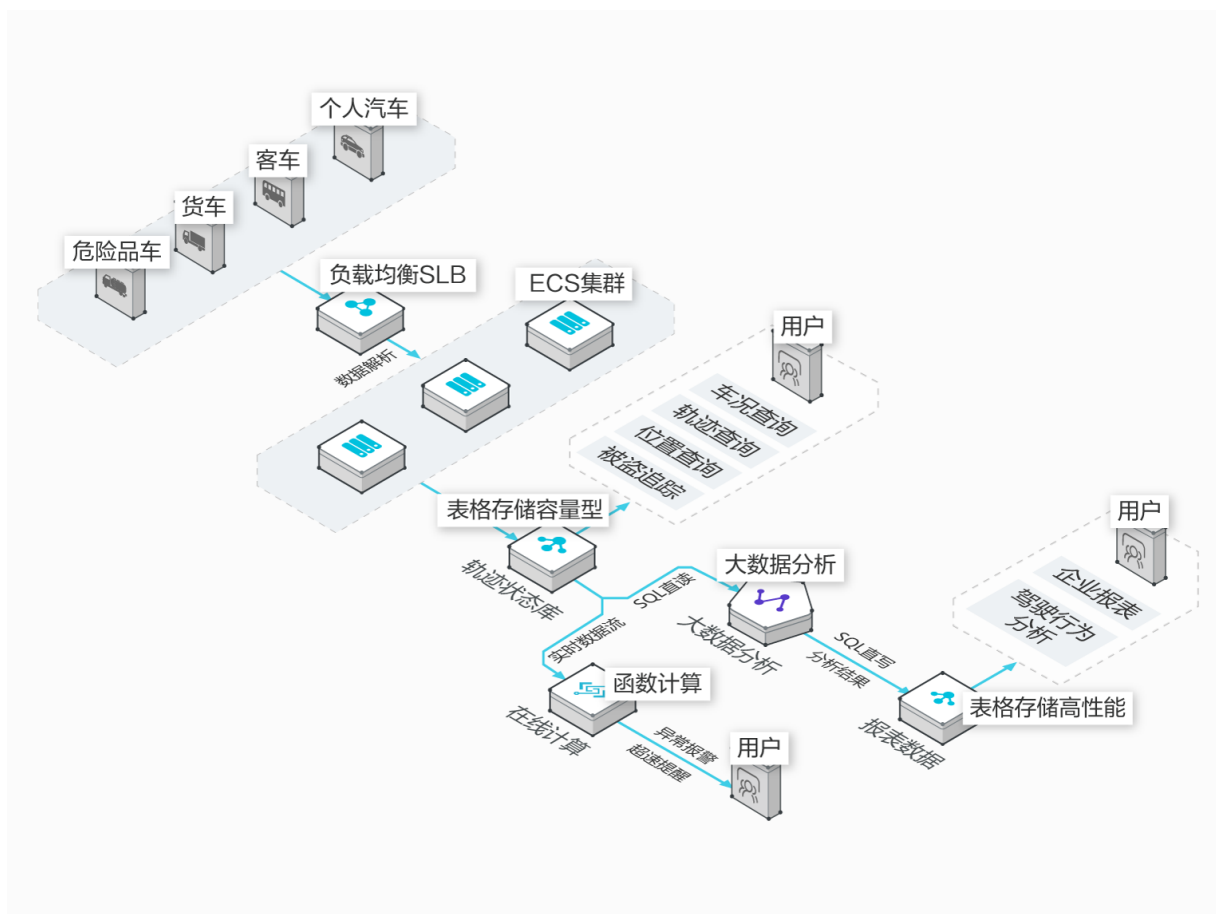 个人汽车
客车
货车
危险品车
负载均衡SLB
ECS集群
数据解析
用户
车况查询
轨迹查询
位置查询
被盗追踪
表格存储容量型
轨迹状态库
SQL直读
大数据分析
大数据分析
实时数据流
函数计算
在线计算
异常报警
超速提醒
用户
SQL直写
分析结果
表格存储高性能
报表数据
用户
企业报表
驾驶行为
分析